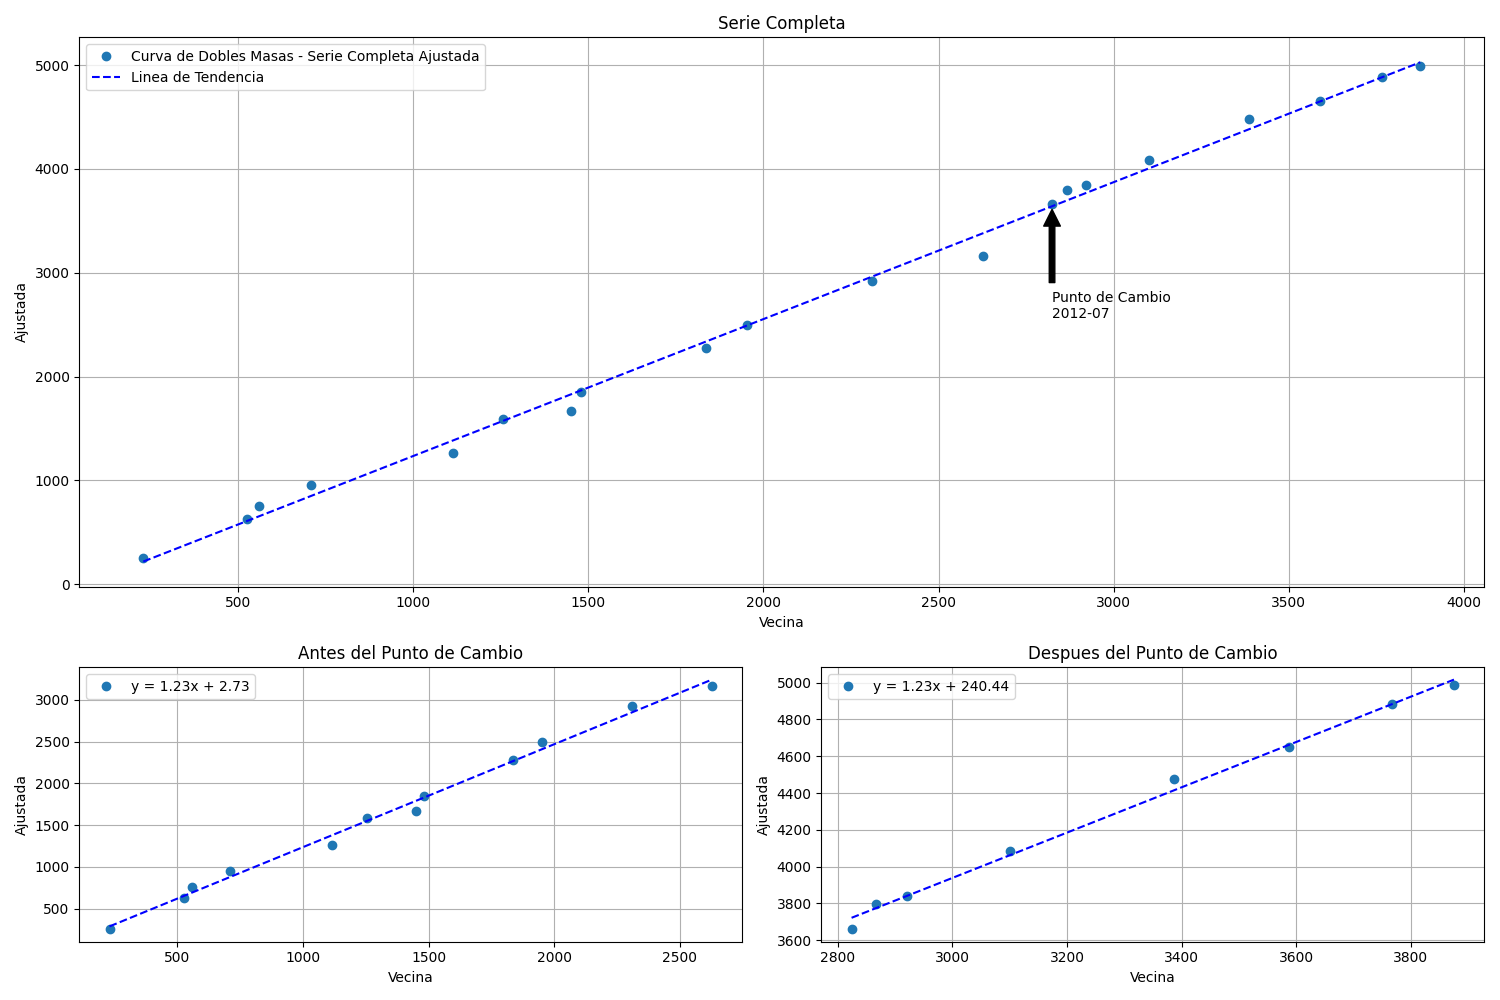 Serie Completa
Curva de Dobles Masas - Serie Completa Ajustada
Linea de Tendencia
5000
4000
3000
2000
1000
0
Ajustada
Punto de Cambio
2012-07
500 1000 1500 2000 2500 3000 3500 4000
Vecina
Antes del Punto de Cambio
y = 1.23x + 2.73
3000
2500
2000
1500
1000
500
Ajustada
500 1000 1500 2000 2500
Vecina
Despues del Punto de Cambio
y = 1.23x + 240.44
5000
4800
4600
4400
4200
4000
3800
3600
Ajustada
2800 3000 3200 3400 3600 3800
Vecina